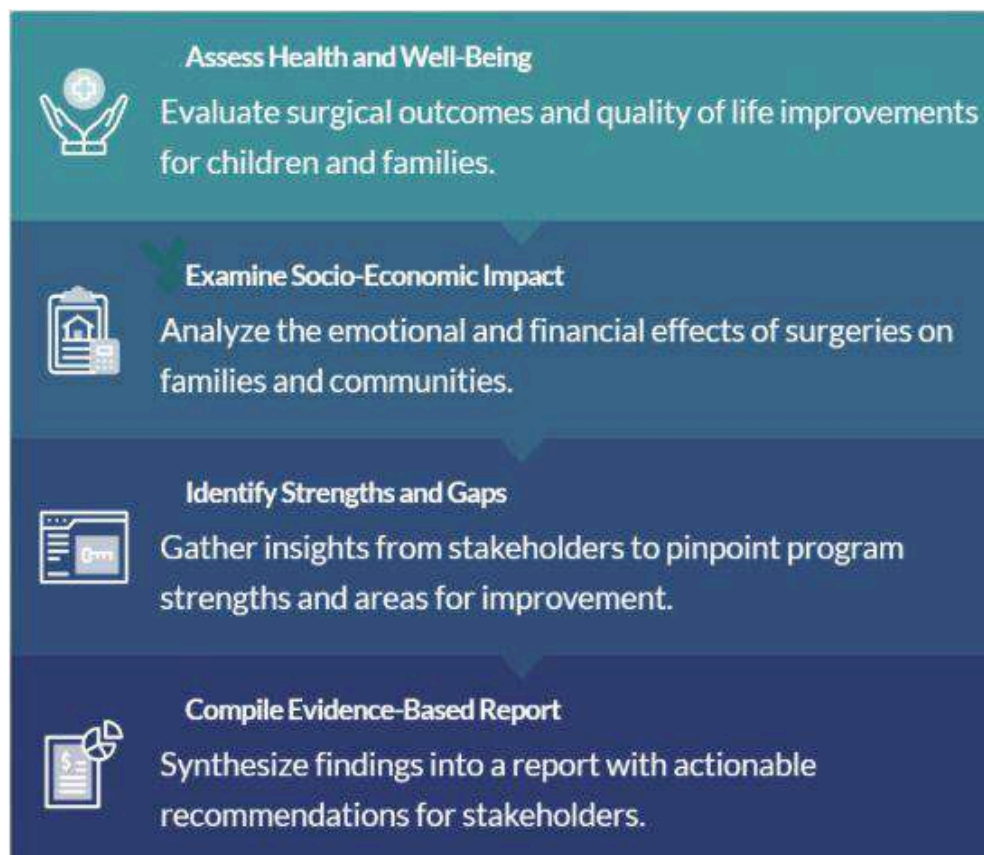 Assess Health and Well-Being
Evaluate surgical outcomes and quality of life improvements
for children and families.
Examine Socio-Economic Impact
Analyze the emotional and financial effects of surgeries on
families and communities.
Identify Strengths and Gaps
Gather insights from stakeholders to pinpoint program
strengths and areas for improvement.
Compile Evidence-Based Report
Synthesize findings into a report with actionable
recommendations for stakeholders.